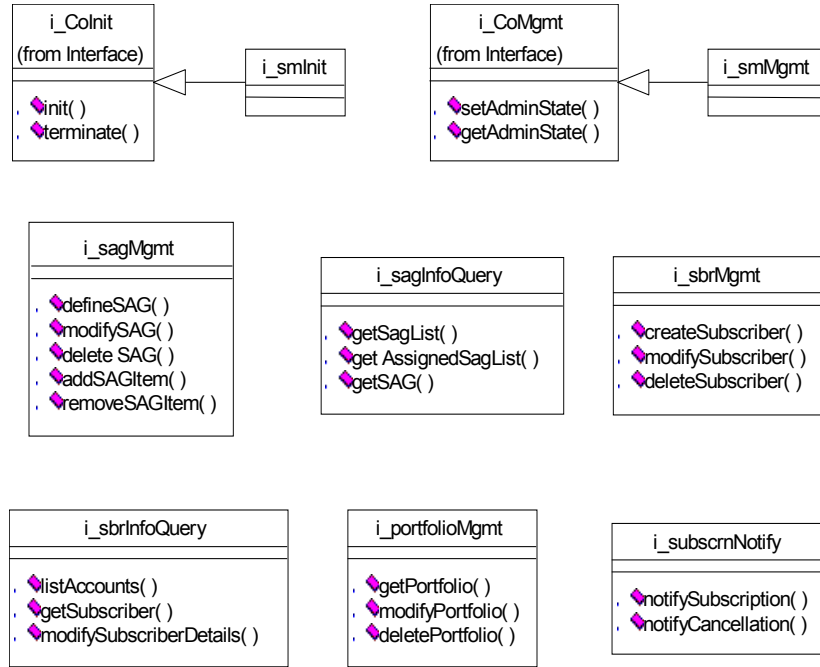 i_CoInit
(from Interface)
init( )
terminate( )
i_smInit
i_CoMgmt
(from Interface)
setAdminState( )
getAdminState( )
i_smMgmt
i_sagMgmt
defineSAG( )
modifySAG( )
delete SAG( )
addSAGItem( )
removeSAGItem( )
i_sagInfoQuery
getSagList( )
get AssignedSagList( )
getSAG( )
i_sbrMgmt
createSubscriber( )
modifySubscriber( )
deleteSubscriber( )
i_sbrInfoQuery
listAccounts( )
getSubscriber( )
modifySubscriberDetails( )
i_portfolioMgmt
getPortfolio( )
modifyPortfolio( )
deletePortfolio( )
i_subscrnNotify
notifySubscription( )
notifyCancellation( )